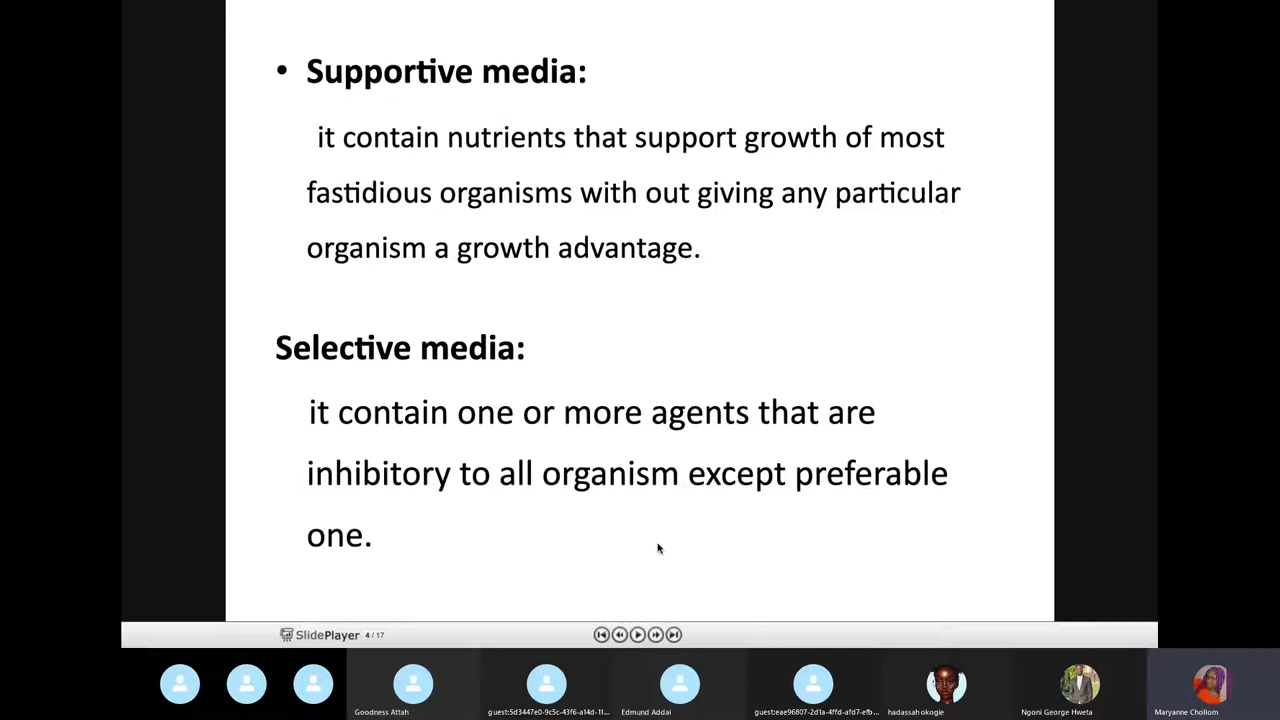 • Supportive media:
it contain nutrients that support growth of most
fastidious organisms with out giving any particular
organism a growth advantage.
Selective media:
it contain one or more agents that are
inhibitory to all organism except preferable
one.
SlidePlayer 4 / 17
Goodness Attah
guest:5d3447e0-9c5c-43f6-a14d-11...
Edmund Addai
guest:eae96807-2d1a-4ffd-afd7-efb...
hadassah okogie
Ngoni George Hweta
Maryanne Chollom